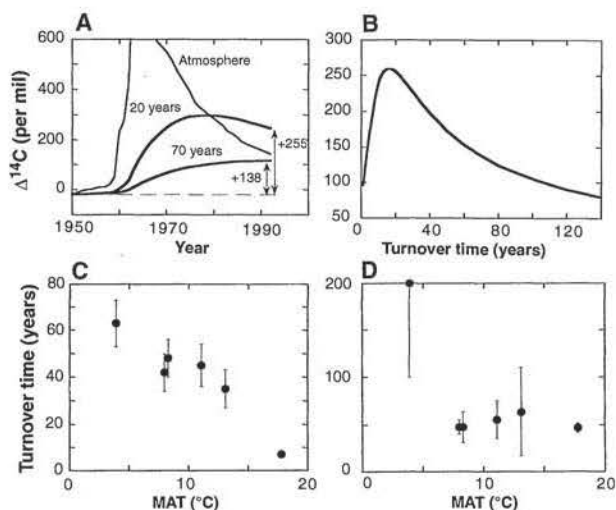 A
B
600
400
200
0
Δ¹⁴C (per mil)
Atmosphere
20 years
70 years
+255
+138
1950
1970
1990
Year
300
250
200
150
100
50
0
40
80
120
Turnover time (years)
C
D
80
60
40
20
0
Turnover time (years)
0
10
20
MAT (°C)
200
100
0
0
10
20
MAT (°C)